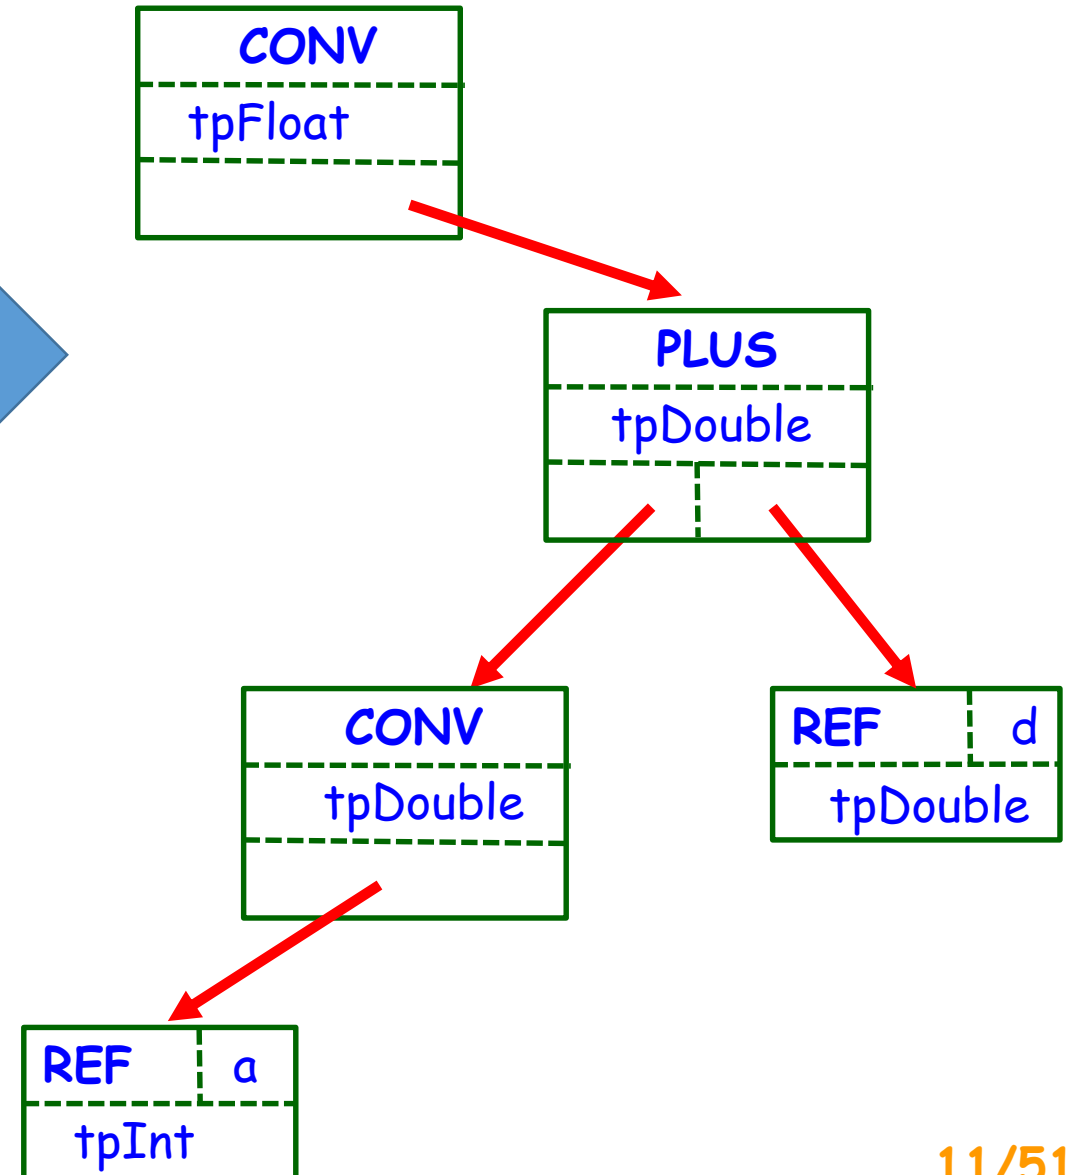 CONV
tpFloat
PLUS
tpDouble
CONV
tpDouble
REF d
tpDouble
REF a
tpInt
11/51